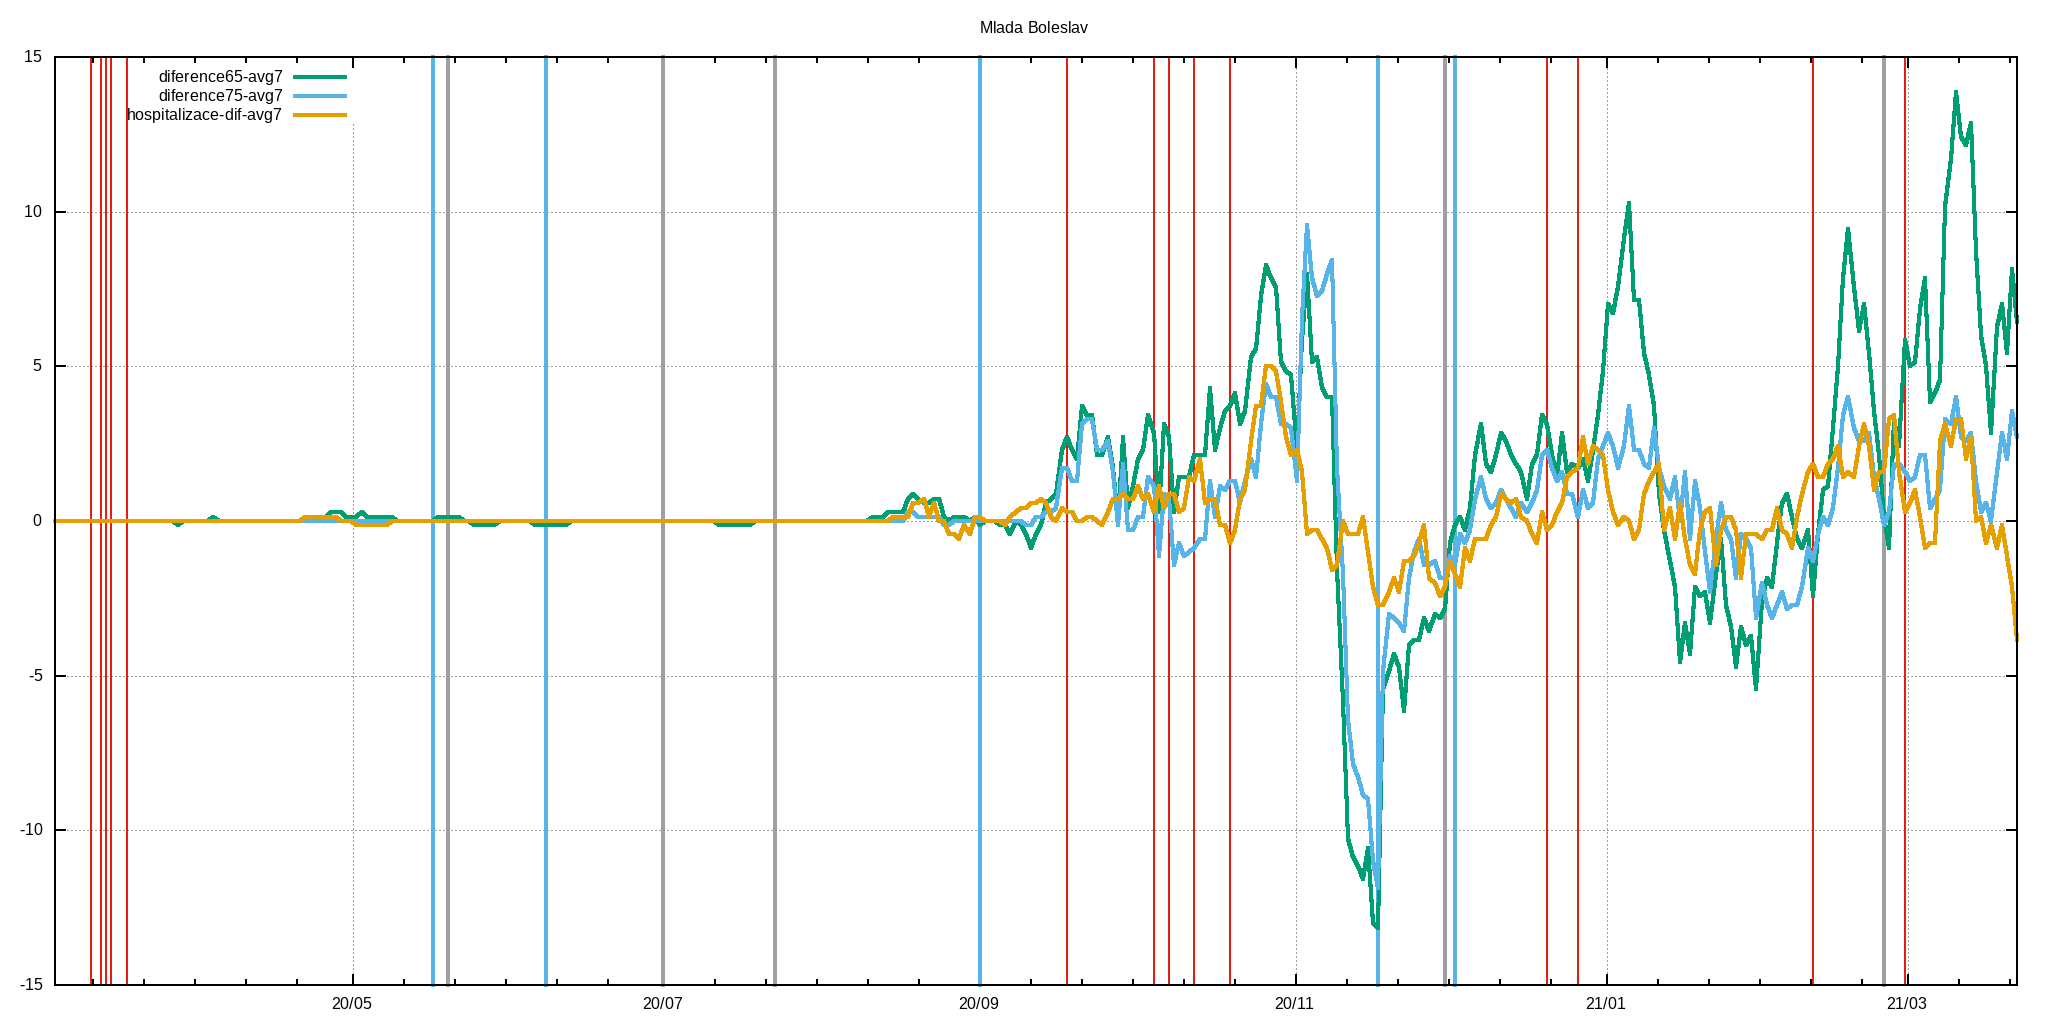 Mlada Boleslav
diference65-avg7
diference75-avg7
hospitalizace-dif-avg7
15
10
5
0
-5
-10
-15
20/05 20/07 20/09 20/11 21/01 21/03